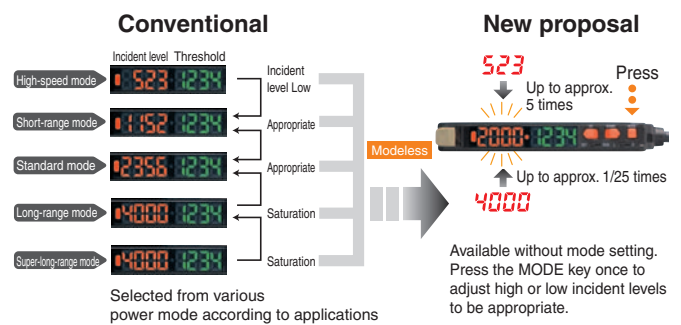 Conventional
New proposal
Incident level Threshold
High-speed mode
523 1234
Incident
level Low
Short-range mode
1152 1234
Appropriate
Standard mode
2356 1234
Appropriate
Long-range mode
4000 1234
Saturation
Super-long-range mode
4000 1234
Saturation
Selected from various
power mode according to applications
Modeless
523
Up to approx.
5 times
Press
2000 1234
Up to approx. 1/25 times
4000
Available without mode setting.
Press the MODE key once to
adjust high or low incident levels
to be appropriate.